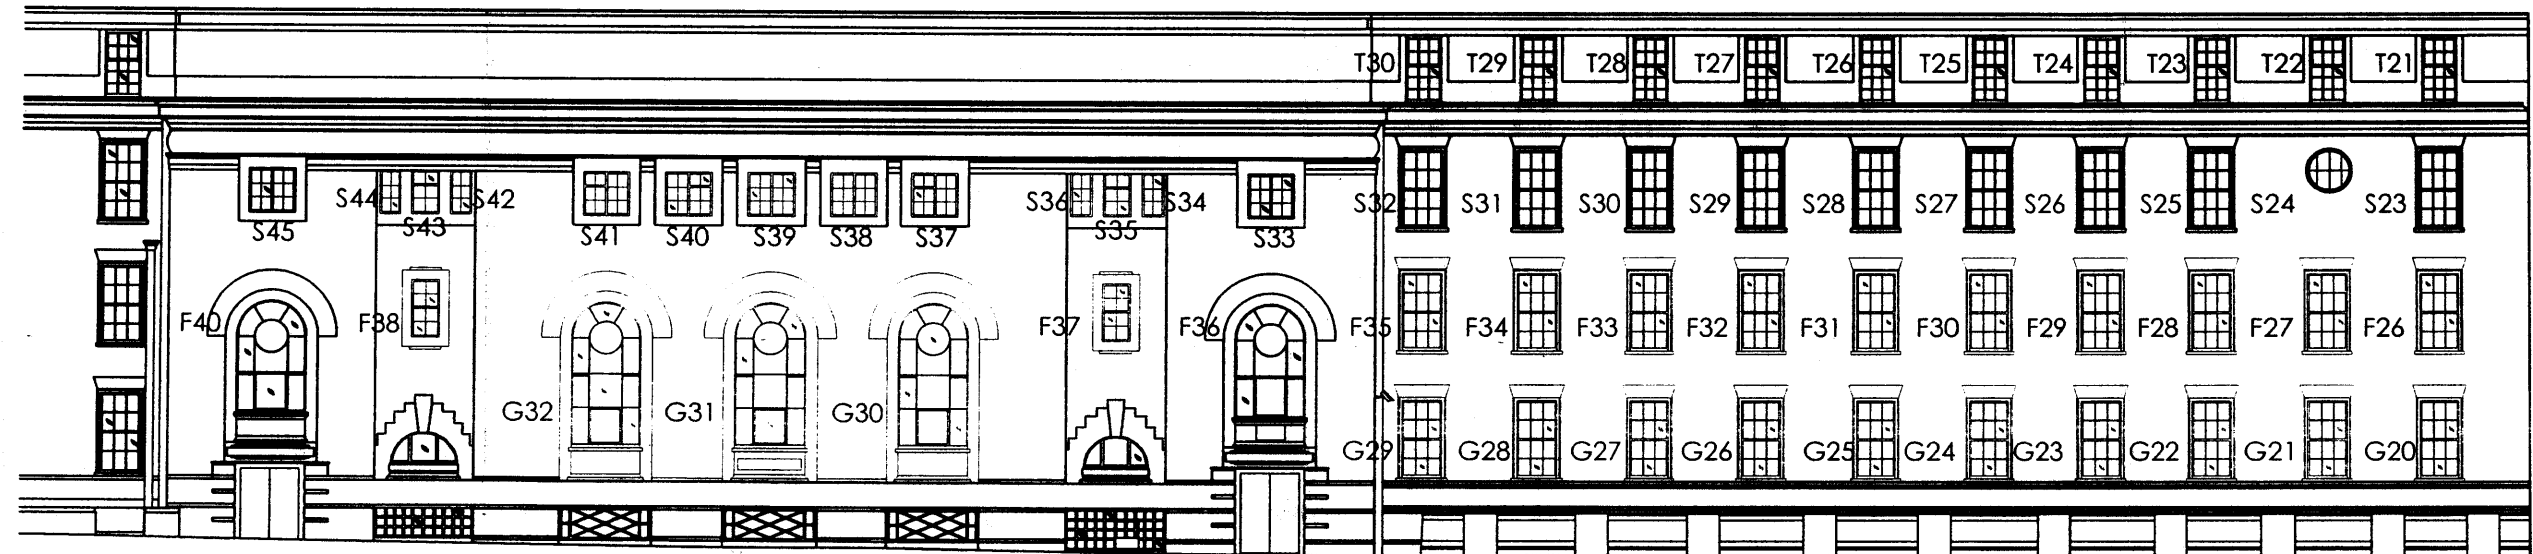 T30 T29 T28 T27 T26 T25 T24 T23 T22 T21
S44 S42 S36 S34 S32 S31 S30 S29 S28 S27 S26 S25 S24 S23
S45 S43 S41 S40 S39 S38 S37 S35 S33
F40 F38 F37 F36 F35 F34 F33 F32 F31 F30 F29 F28 F27 F26
G32 G31 G30
G29 G28 G27 G26 G25 G24 G23 G22 G21 G20